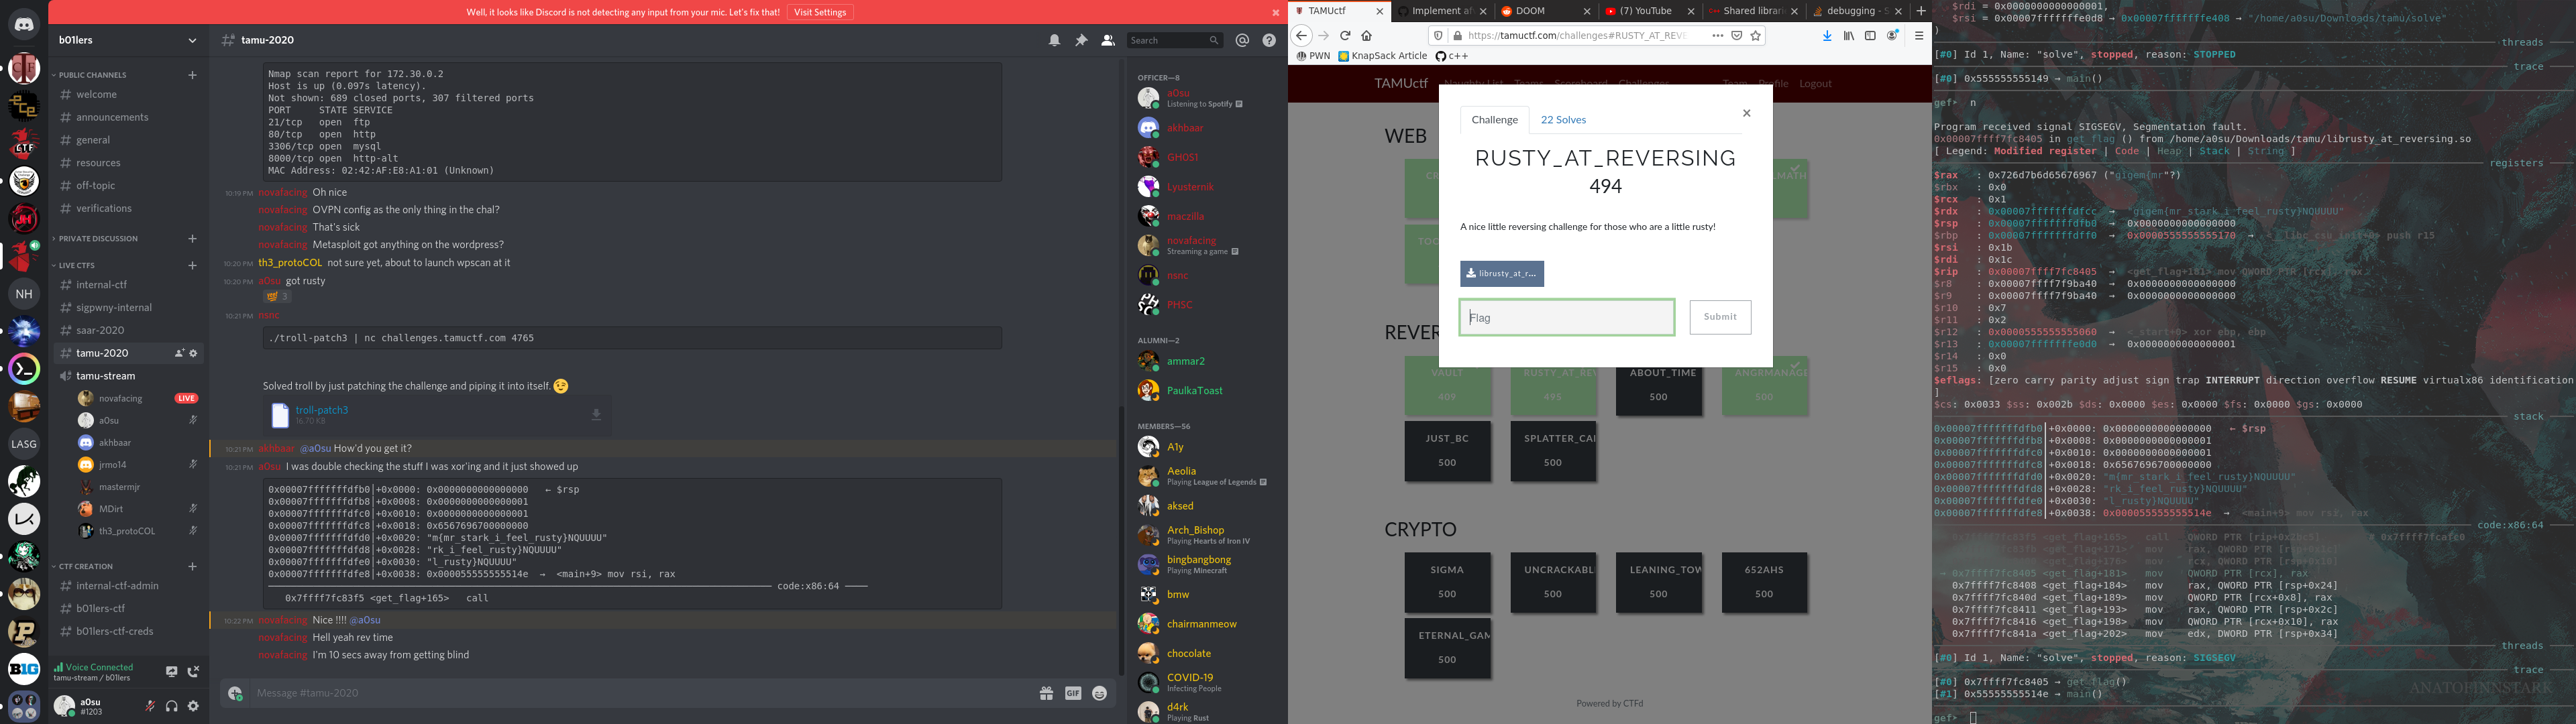 Well, it looks like Discord is not detecting any input from your mic. Let's fix that! Visit Settings
b01lers
PUBLIC CHANNELS
welcome
announcements
general
resources
off-topic
verifications
PRIVATE DISCUSSION
LIVE CTFS
internal-ctf
sigpwny-internal
saar-2020
tamu-2020
tamu-stream
novafacing LIVE
a0su
akhbaar
jrmo14
mastermjr
MDirt
th3_protoCOL
CTF CREATION
internal-ctf-admin
b01lers-ctf
b01lers-ctf-creds
Voice Connected
tamu-stream / b01lers
a0su
#1203
NH
LASG
B1G
tamu-2020
Search
Nmap scan report for 172.30.0.2
Host is up (0.097s latency).
Not shown: 689 closed ports, 307 filtered ports
PORT STATE SERVICE
21/tcp open ftp
80/tcp open http
3306/tcp open mysql
8000/tcp open http-alt
MAC Address: 02:42:AF:E8:A1:01 (Unknown)
10:19 PM novafacing Oh nice
novafacing OVPN config as the only thing in the chal?
novafacing That's sick
novafacing Metasploit got anything on the wordpress?
10:20 PM th3_protoCOL not sure yet, about to launch wpscan at it
10:20 PM a0su got rusty
3
10:21 PM nsnc
./troll-patch3 | nc challenges.tamuctf.com 4765
Solved troll by just patching the challenge and piping it into itself. 😉
troll-patch3
16.70 KB
10:21 PM akhbaar @a0su How'd you get it?
10:21 PM a0su I was double checking the stuff I was xor'ing and it just showed up
0x00007fffffffdfb0│+0x0000: 0x0000000000000000 ← $rsp
0x00007fffffffdfb8│+0x0008: 0x0000000000000001
0x00007fffffffdfc0│+0x0010: 0x0000000000000001
0x00007fffffffdfc8│+0x0018: 0x6567696700000000
0x00007fffffffdfd0│+0x0020: "m{mr_stark_i_feel_rusty}NQUUUU"
0x00007fffffffdfd8│+0x0028: "rk_i_feel_rusty}NQUUUU"
0x00007fffffffdfe0│+0x0030: "l_rusty}NQUUUU"
0x00007fffffffdfe8│+0x0038: 0x000055555555514e → <main+9> mov rsi, rax
code:x86:64
0x7ffff7fc83f5 <get_flag+165> call
10:22 PM novafacing Nice !!!! @a0su
novafacing Hell yeah rev time
novafacing I'm 10 secs away from getting blind
Message #tamu-2020
GIF
OFFICER—8
a0su
Listening to Spotify
akhbaar
GH0S1
Lyusternik
maczilla
novafacing
Streaming a game
nsnc
PHSC
ALUMNI—2
ammar2
PaulkaToast
MEMBERS—56
A1y
Aeolia
Playing League of Legends
aksed
Arch_Bishop
Playing Hearts of Iron IV
bingbangbong
Playing Minecraft
bmw
chairmanmeow
chocolate
COVID-19
Infecting People
d4rk
Playing Rust
TAMUctf
Implement af
DOOM
(7) YouTube
Shared librari
debugging - S
https://tamuctf.com/challenges#RUSTY_AT_REVE
PWN KnapSack Article c++
TAMUctf Naughty List Teams Scoreboard Challenges Team Profile Logout
Challenge 22 Solves
RUSTY_AT_REVERSING
494
A nice little reversing challenge for those who are a little rusty!
librusty_at_r...
Flag
Submit
WEB
REVER
VAULT
409
RUSTY_AT_REV
495
ABOUT_TIME
500
ANGRMANAGE
500
JUST_BC
500
SPLATTER_CAL
500
CRYPTO
SIGMA
500
UNCRACKABL
500
LEANING_TOW
500
652AHS
500
ETERNAL_GAM
500
Powered by CTFd
$rdi : 0x0000000000000001,
$rsi = 0x00007fffffffe0d8 → 0x00007fffffffe408 → "/home/a0su/Downloads/tamu/solve"
)
threads
[#0] Id 1, Name: "solve", stopped, reason: STOPPED
trace
[#0] 0x555555555149 → main()
gef➤ n
Program received signal SIGSEGV, Segmentation fault.
0x00007ffff7fc8405 in get_flag () from /home/a0su/Downloads/tamu/librusty_at_reversing.so
[ Legend: Modified register | Code | Heap | Stack | String ]
registers
$rax : 0x726d7b6d65676967 ("gigem{mr"?)
$rbx : 0x0
$rcx : 0x1
$rdx : 0x00007fffffffdfcc → "gigem{mr_stark_i_feel_rusty}NQUUUU"
$rsp : 0x00007fffffffdfb0 → 0x0000000000000000
$rbp : 0x00007fffffffdff0 → 0x0000555555555170 → <__libc_csu_init+0> push r15
$rsi : 0x1b
$rdi : 0x1c
$rip : 0x00007ffff7fc8405 → <get_flag+181> mov QWORD PTR [rcx], rax
$r8 : 0x00007ffff7f9ba40 → 0x0000000000000000
$r9 : 0x00007ffff7f9ba40 → 0x0000000000000000
$r10 : 0x7
$r11 : 0x2
$r12 : 0x0000555555555060 → <_start+0> xor ebp, ebp
$r13 : 0x00007fffffffe0d0 → 0x0000000000000001
$r14 : 0x0
$r15 : 0x0
$eflags: [zero carry parity adjust sign trap INTERRUPT direction overflow RESUME virtualx86 identification
]
$cs: 0x0033 $ss: 0x002b $ds: 0x0000 $es: 0x0000 $fs: 0x0000 $gs: 0x0000
stack
0x00007fffffffdfb0│+0x0000: 0x0000000000000000 ← $rsp
0x00007fffffffdfb8│+0x0008: 0x0000000000000001
0x00007fffffffdfc0│+0x0010: 0x0000000000000001
0x00007fffffffdfc8│+0x0018: 0x6567696700000000
0x00007fffffffdfd0│+0x0020: "m{mr_stark_i_feel_rusty}NQUUUU"
0x00007fffffffdfd8│+0x0028: "rk_i_feel_rusty}NQUUUU"
0x00007fffffffdfe0│+0x0030: "l_rusty}NQUUUU"
0x00007fffffffdfe8│+0x0038: 0x000055555555514e → <main+9> mov rsi, rax
code:x86:64
→ 0x7ffff7fc8405 <get_flag+181> mov QWORD PTR [rcx], rax
0x7ffff7fc8408 <get_flag+184> mov rax, QWORD PTR [rsp+0x24]
0x7ffff7fc840d <get_flag+189> mov QWORD PTR [rcx+0x8], rax
0x7ffff7fc8411 <get_flag+193> mov rax, QWORD PTR [rsp+0x2c]
0x7ffff7fc8416 <get_flag+198> mov QWORD PTR [rcx+0x10], rax
0x7ffff7fc841a <get_flag+202> mov edx, DWORD PTR [rsp+0x34]
threads
[#0] Id 1, Name: "solve", stopped, reason: SIGSEGV
trace
[#0] 0x7ffff7fc8405 → get_flag()
[#1] 0x55555555514e → main()
ANATOFINNSTARK
gef➤